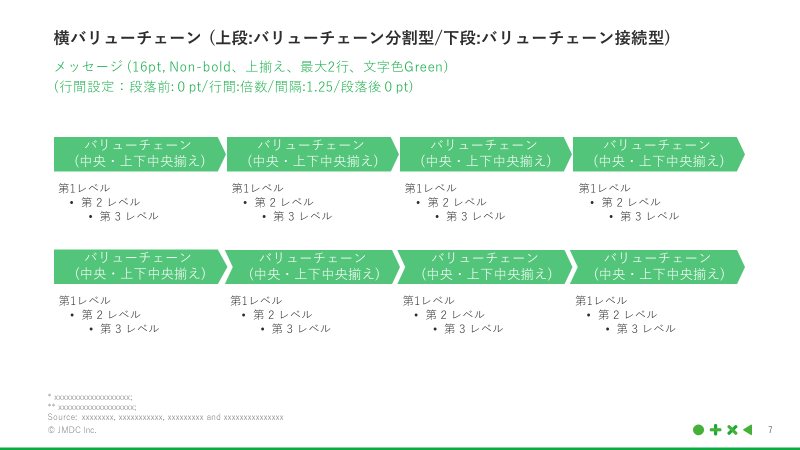 横バリューチェーン (上段:バリューチェーン分割型/下段:バリューチェーン接続型)
メッセージ (16pt, Non-bold、上揃え、最大2行、文字色Green)
(行間設定：段落前:０pt/行間:倍数/間隔:1.25/段落後０pt)
バリューチェーン バリューチェーン バリューチェーン バリューチェーン
(中央・上下中央揃え) (中央・上下中央揃え) (中央・上下中央揃え) (中央・上下中央揃え)
第1レベル 第1レベル 第1レベル 第1レベル
• 第２レベル • 第２レベル • 第２レベル • 第２レベル
• 第３レベル • 第３レベル • 第３レベル • 第３レベル
バリューチェーン バリューチェーン バリューチェーン バリューチェーン
(中央・上下中央揃え) (中央・上下中央揃え) (中央・上下中央揃え) (中央・上下中央揃え)
第1レベル 第1レベル 第1レベル 第1レベル
• 第２レベル • 第２レベル • 第２レベル • 第２レベル
• 第３レベル • 第３レベル • 第３レベル • 第３レベル
* xxxxxxxxxxxxxxxxxxx;
** xxxxxxxxxxxxxxxxxxx;
Source: xxxxxxxx, xxxxxxxxxxx, xxxxxxxxx and xxxxxxxxxxxxxxx
© JMDC Inc.
7